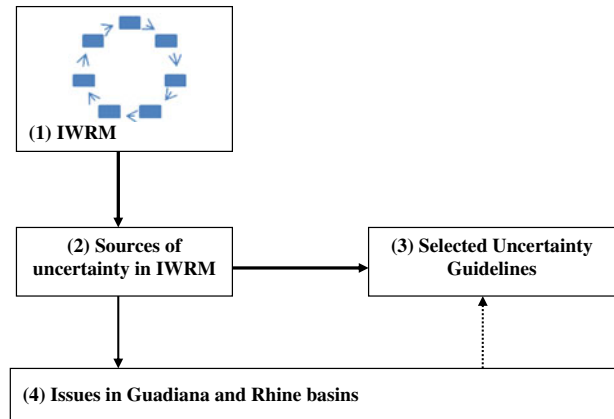 (1) IWRM
(2) Sources of
uncertainty in IWRM
(3) Selected Uncertainty
Guidelines
(4) Issues in Guadiana and Rhine basins